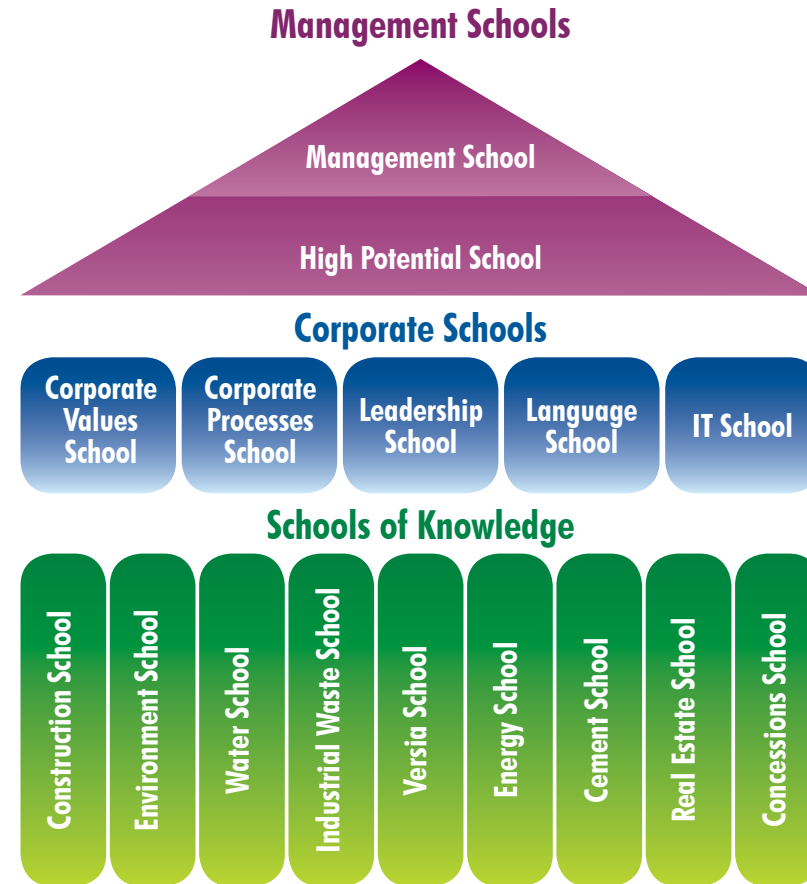 Management Schools
Management School
High Potential School
Corporate Schools
Corporate
Values
School
Corporate
Processes
School
Leadership
School
Language
School
IT School
Schools of Knowledge
Construction School
Environment School
Water School
Industrial Waste School
Versia School
Energy School
Cement School
Real Estate School
Concessions School